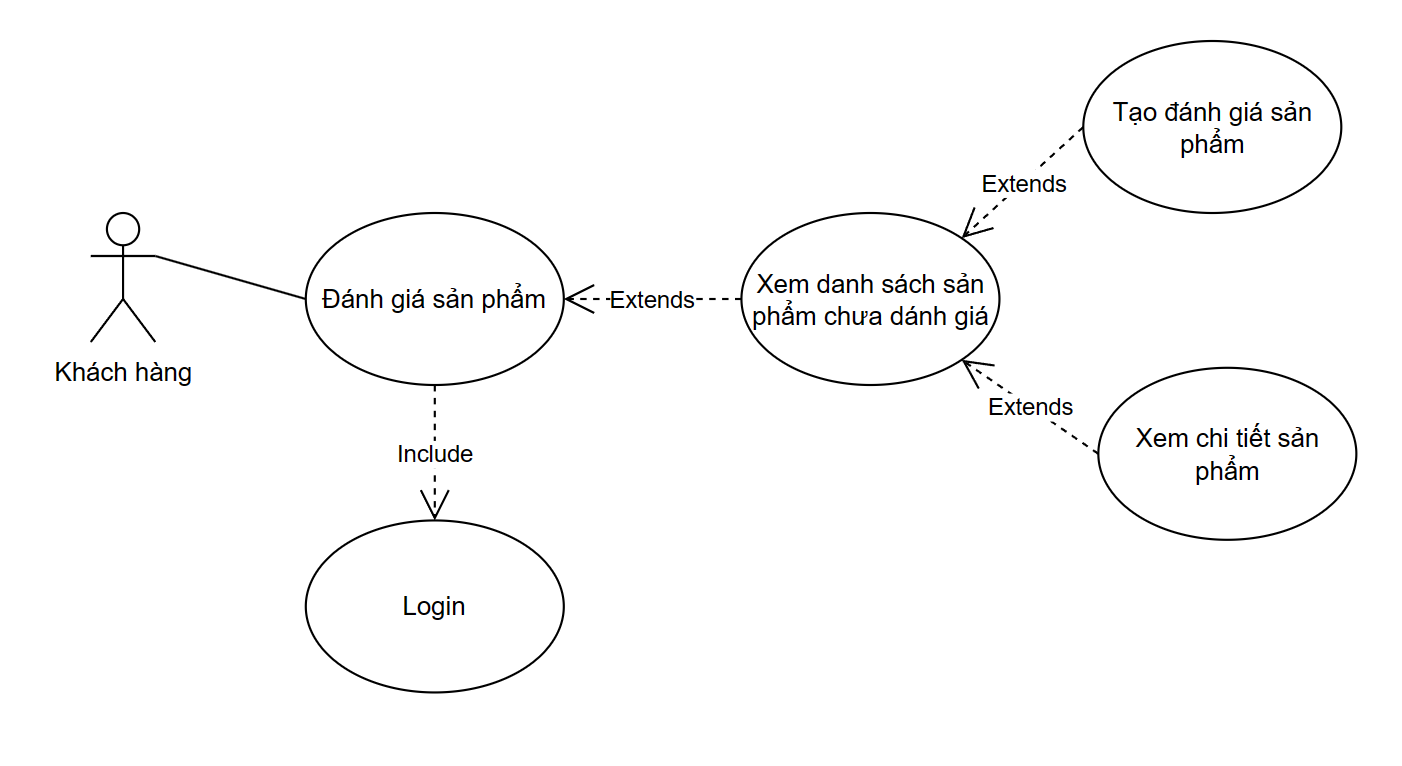 Tạo đánh giá sản
phẩm
Extends
Đánh giá sản phẩm
Extends
Xem danh sách sản
phẩm chưa dánh giá
Khách hàng
Extends
Xem chi tiết sản
phẩm
Include
Login